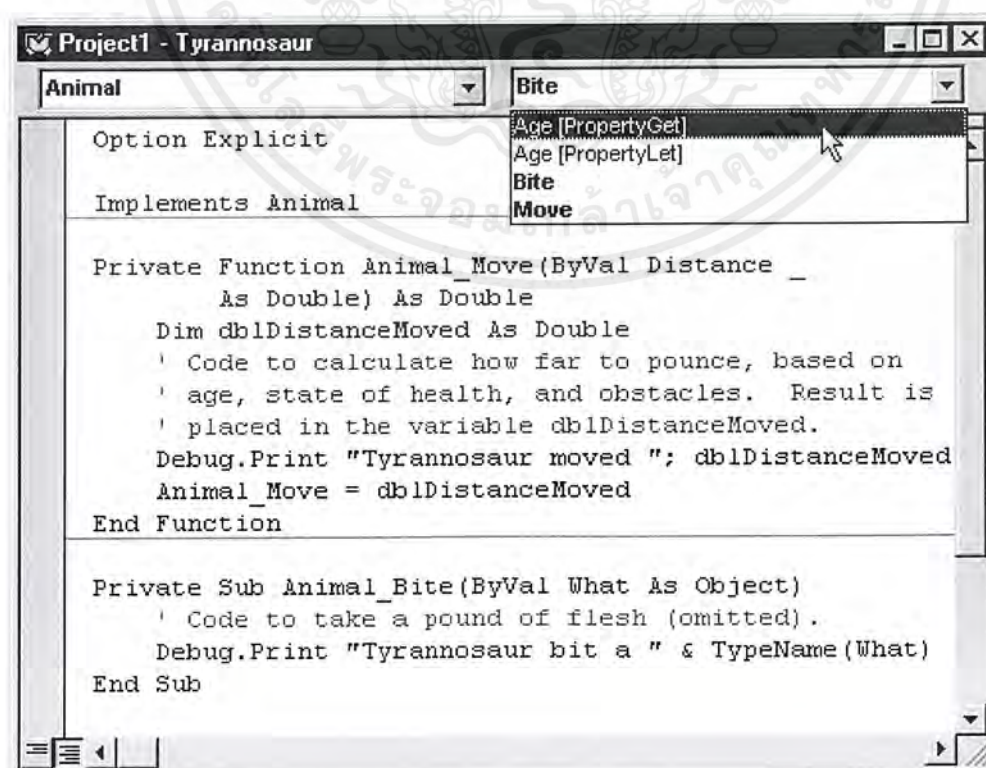 Project1 - Tyrannosaur
Animal
Bite
Age [PropertyGet]
Age [PropertyLet]
Bite
Move
Option Explicit
Implements Animal
Private Function Animal_Move(ByVal Distance _
As Double) As Double
Dim dblDistanceMoved As Double
' Code to calculate how far to pounce, based on
' age, state of health, and obstacles.  Result is
' placed in the variable dblDistanceMoved.
Debug.Print "Tyrannosaur moved "; dblDistanceMoved
Animal_Move = dblDistanceMoved
End Function
Private Sub Animal_Bite(ByVal What As Object)
' Code to take a pound of flesh (omitted).
Debug.Print "Tyrannosaur bit a " & TypeName(What)
End Sub